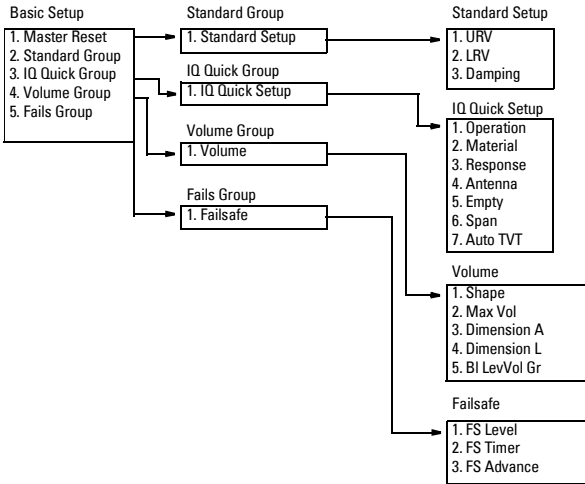 Basic Setup
1. Master Reset
2. Standard Group
3. IQ Quick Group
4. Volume Group
5. Fails Group
Standard Group
1. Standard Setup
IQ Quick Group
1. IQ Quick Setup
Volume Group
1. Volume
Fails Group
1. Failsafe
Standard Setup
1. URV
2. LRV
3. Damping
IQ Quick Setup
1. Operation
2. Material
3. Response
4. Antenna
5. Empty
6. Span
7. Auto TVT
Volume
1. Shape
2. Max Vol
3. Dimension A
4. Dimension L
5. Bl LevVol Gr
Failsafe
1. FS Level
2. FS Timer
3. FS Advance